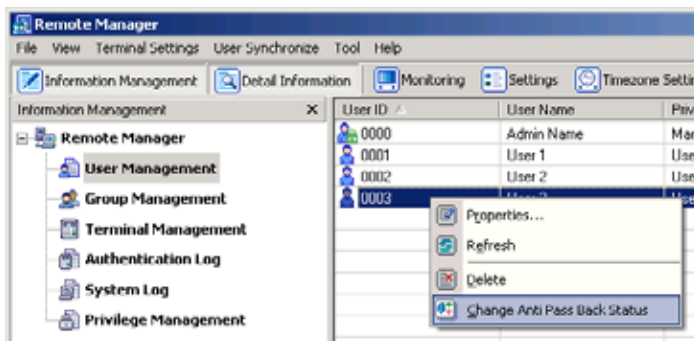 Remote Manager
File View Terminal Settings User Synchronize Tool Help
Information Management Detail Information Monitoring Settings Timezone
Information Management X User ID User Name
Remote Manager 0000 Admin Name
User Management 0001 User 1
0002 User 2
Group Management 0003
Properties...
Terminal Management
Refresh
Authentication Log
Delete
System Log
Change Anti Pass Back Status
Privilege Management